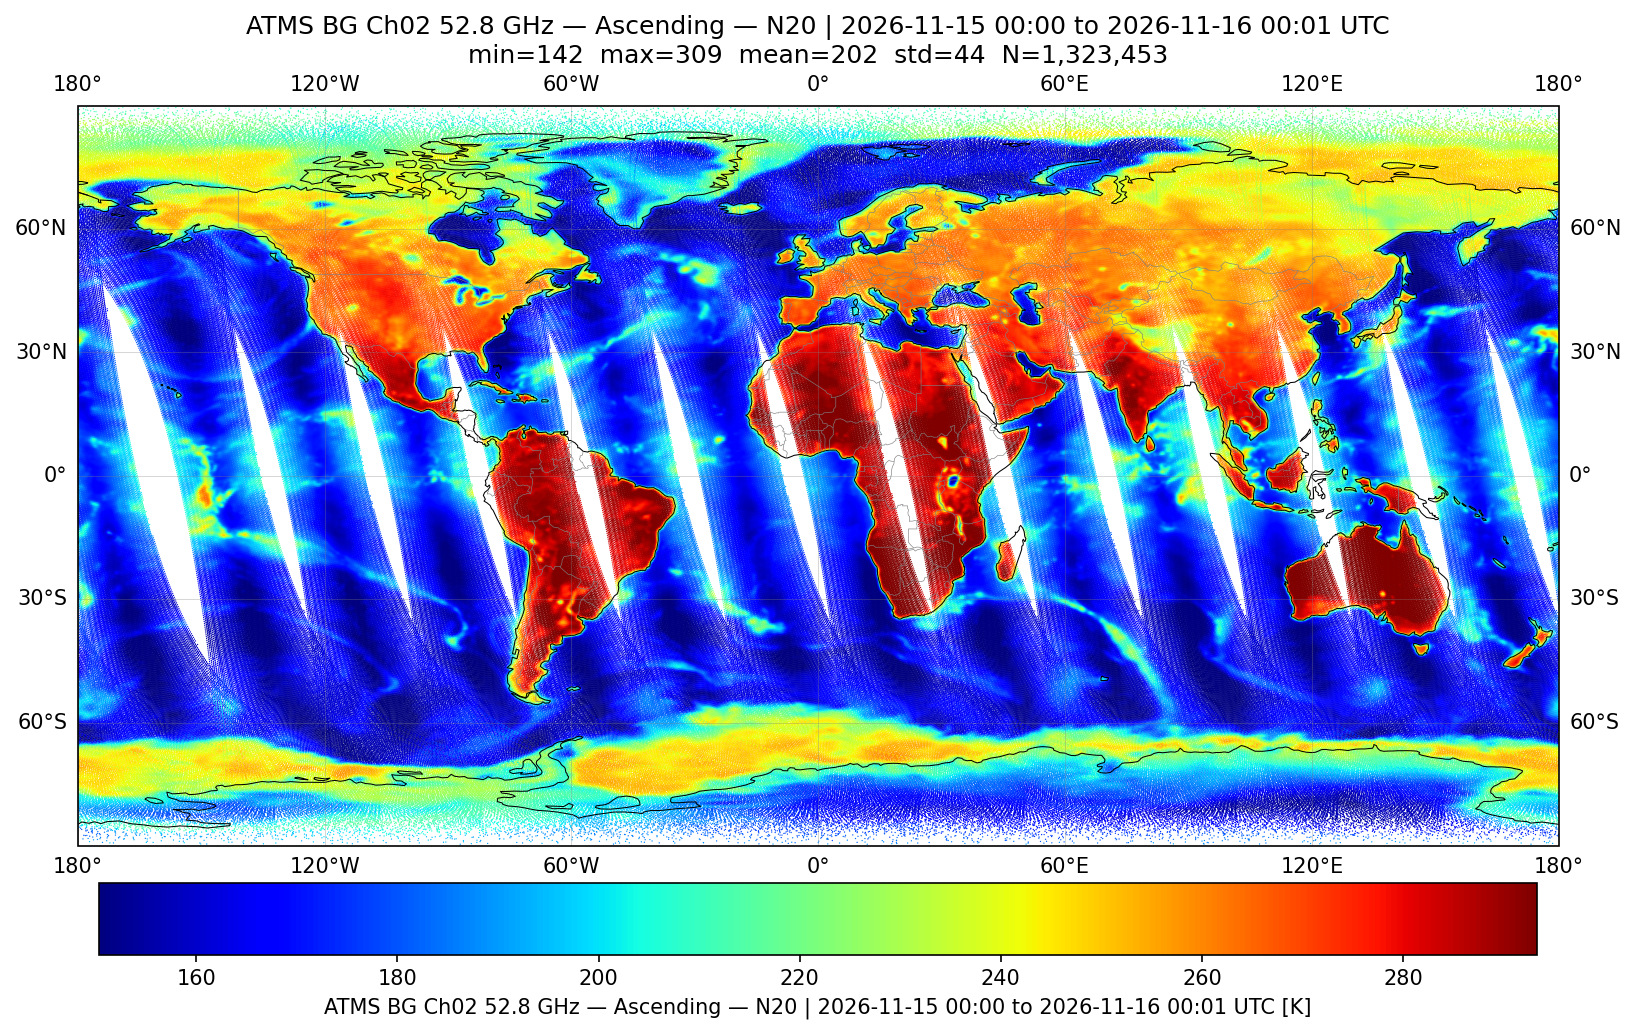 ATMS BG Ch02 52.8 GHz — Ascending — N20 | 2026-11-15 00:00 to 2026-11-16 00:01 UTC
min=142 max=309 mean=202 std=44 N=1,323,453
180° 120°W 60°W 0° 60°E 120°E 180°
60°N 60°N
30°N 30°N
0° 0°
30°S 30°S
60°S 60°S
180° 120°W 60°W 0° 60°E 120°E 180°
160 180 200 220 240 260 280
ATMS BG Ch02 52.8 GHz — Ascending — N20 | 2026-11-15 00:00 to 2026-11-16 00:01 UTC [K]